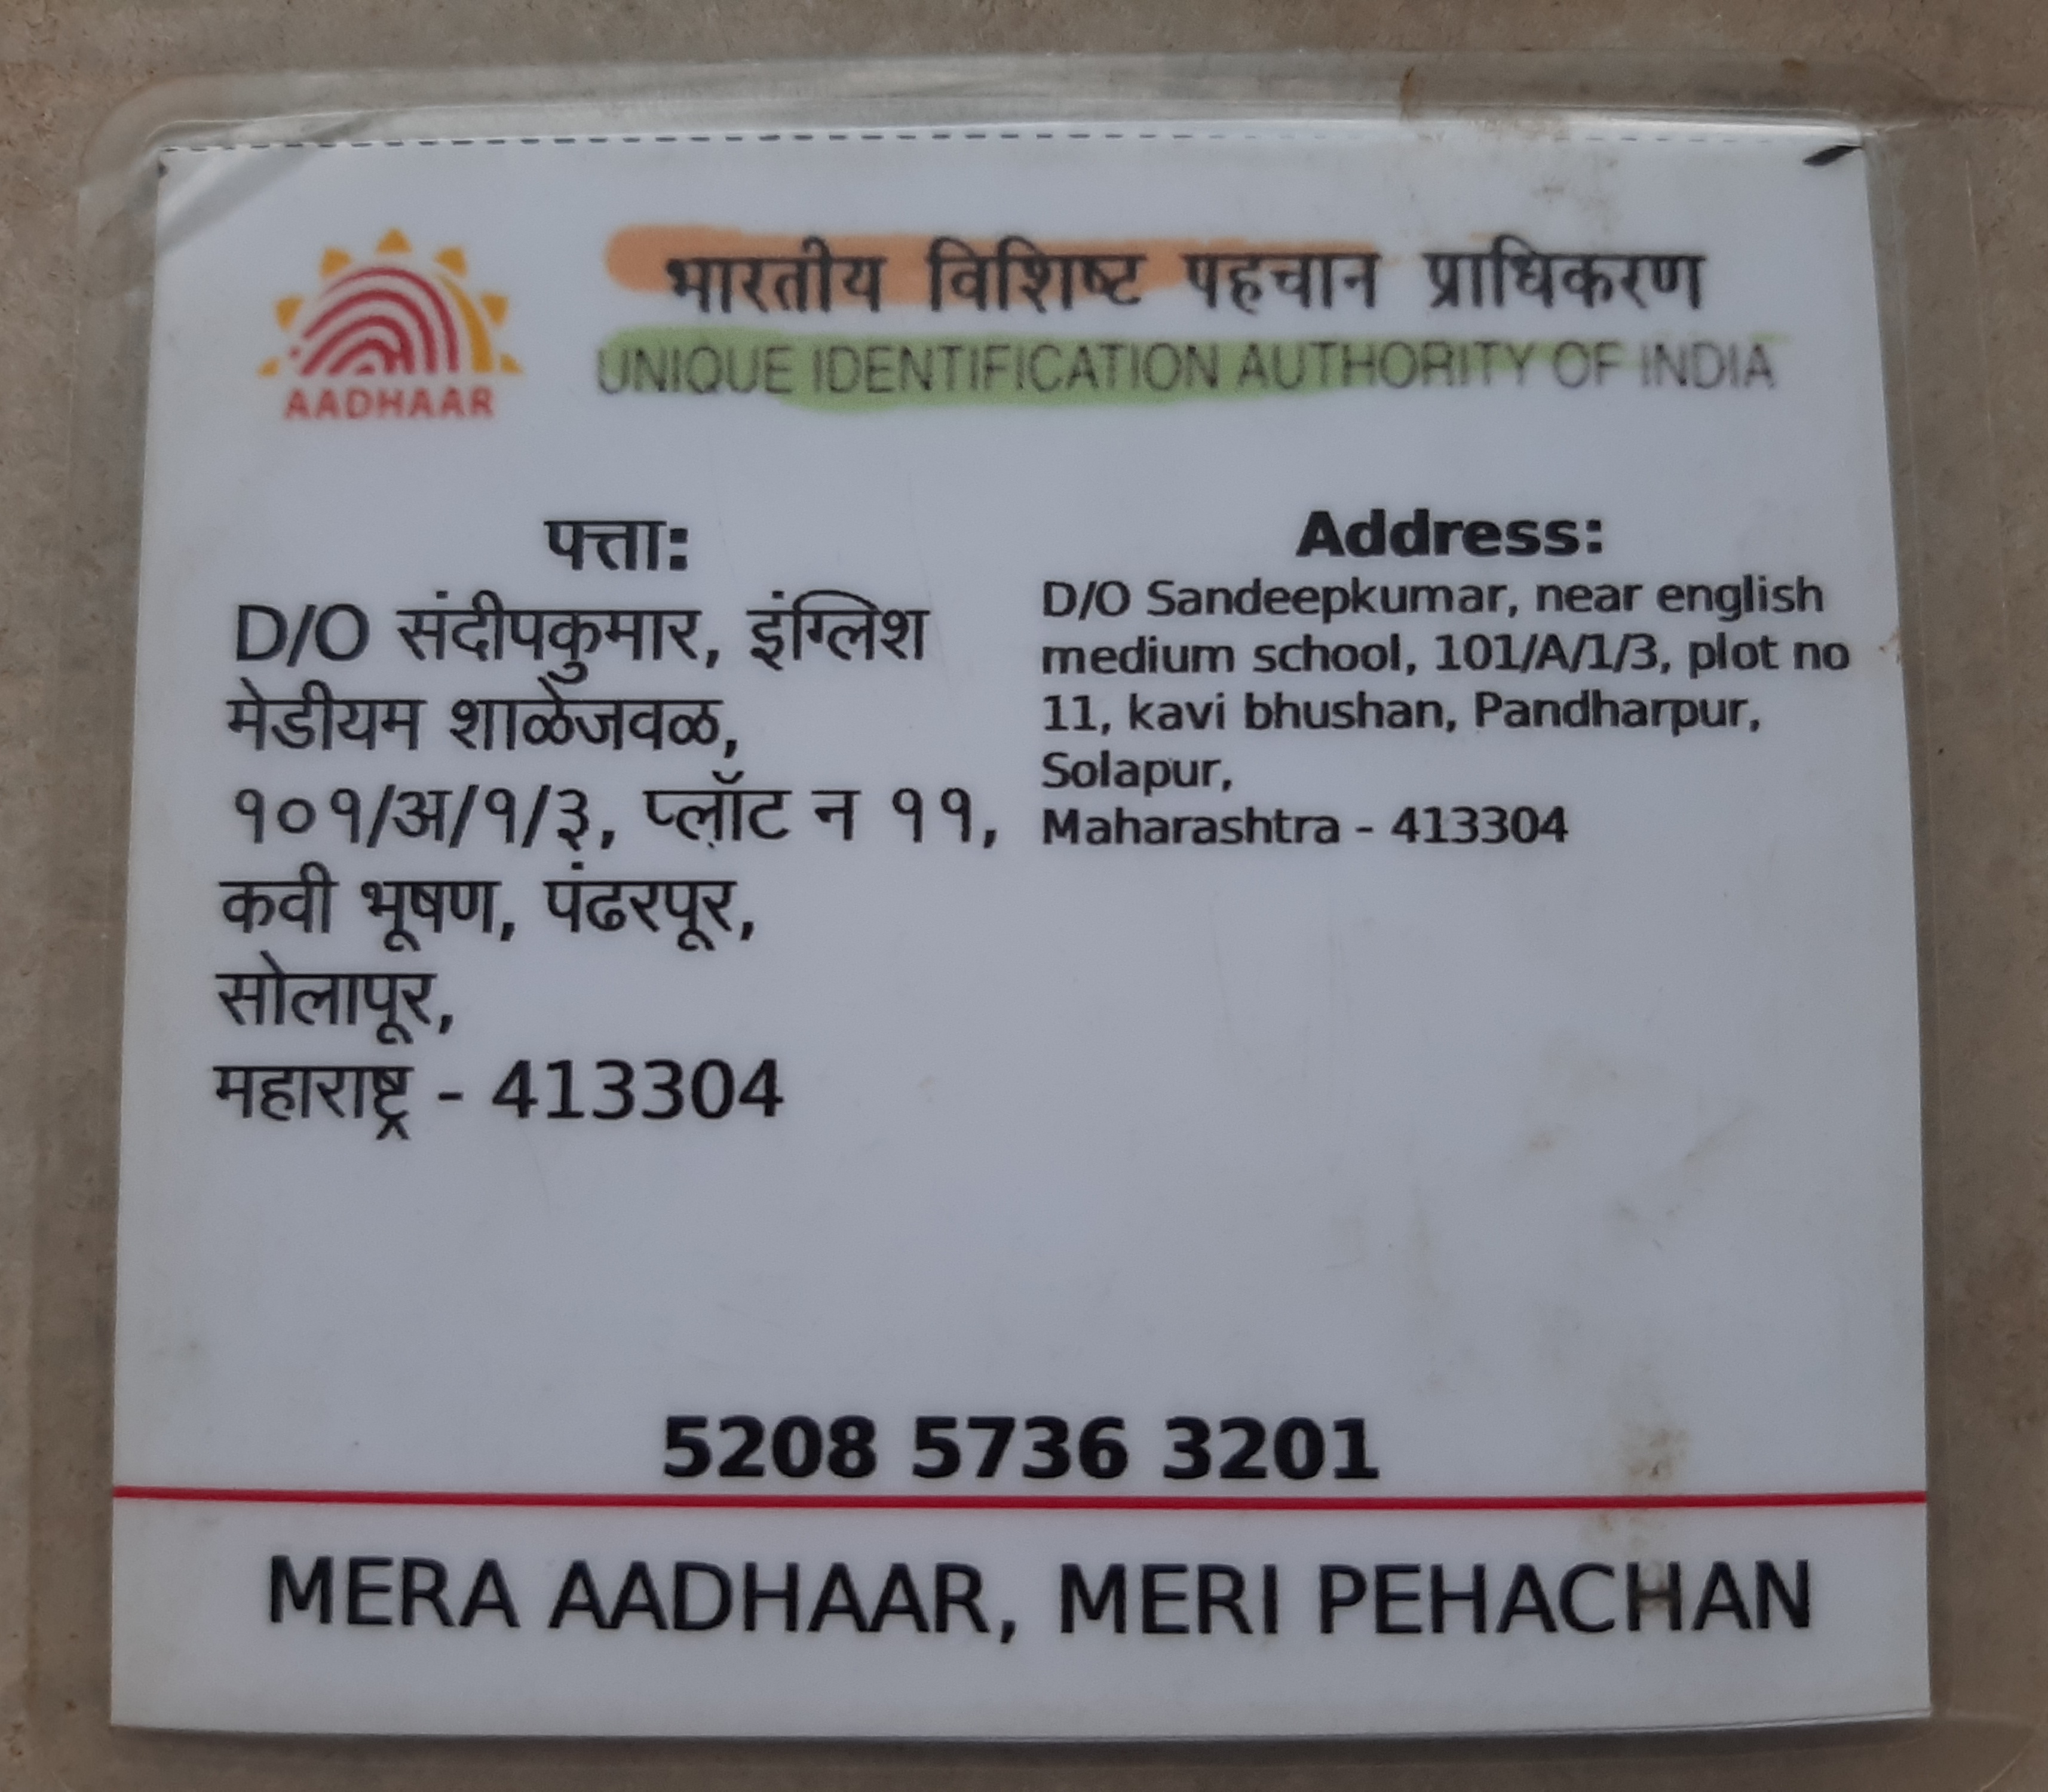 भारतीय विशिष्ट पहचान प्राधिकरण
UNIQUE IDENTIFICATION AUTHORITY OF INDIA
AADHAAR
पत्ता:
D/O संदीपकुमार, इंग्लिश
मेडीयम शाळेजवळ,
१०१/अ/१/३, प्लॉट न ११,
कवी भूषण, पंढरपूर,
सोलापूर,
महाराष्ट्र - 413304
Address:
D/O Sandeepkumar, near english
medium school, 101/A/1/3, plot no
11, kavi bhushan, Pandharpur,
Solapur,
Maharashtra - 413304
5208 5736 3201
MERA AADHAAR, MERI PEHACHAN